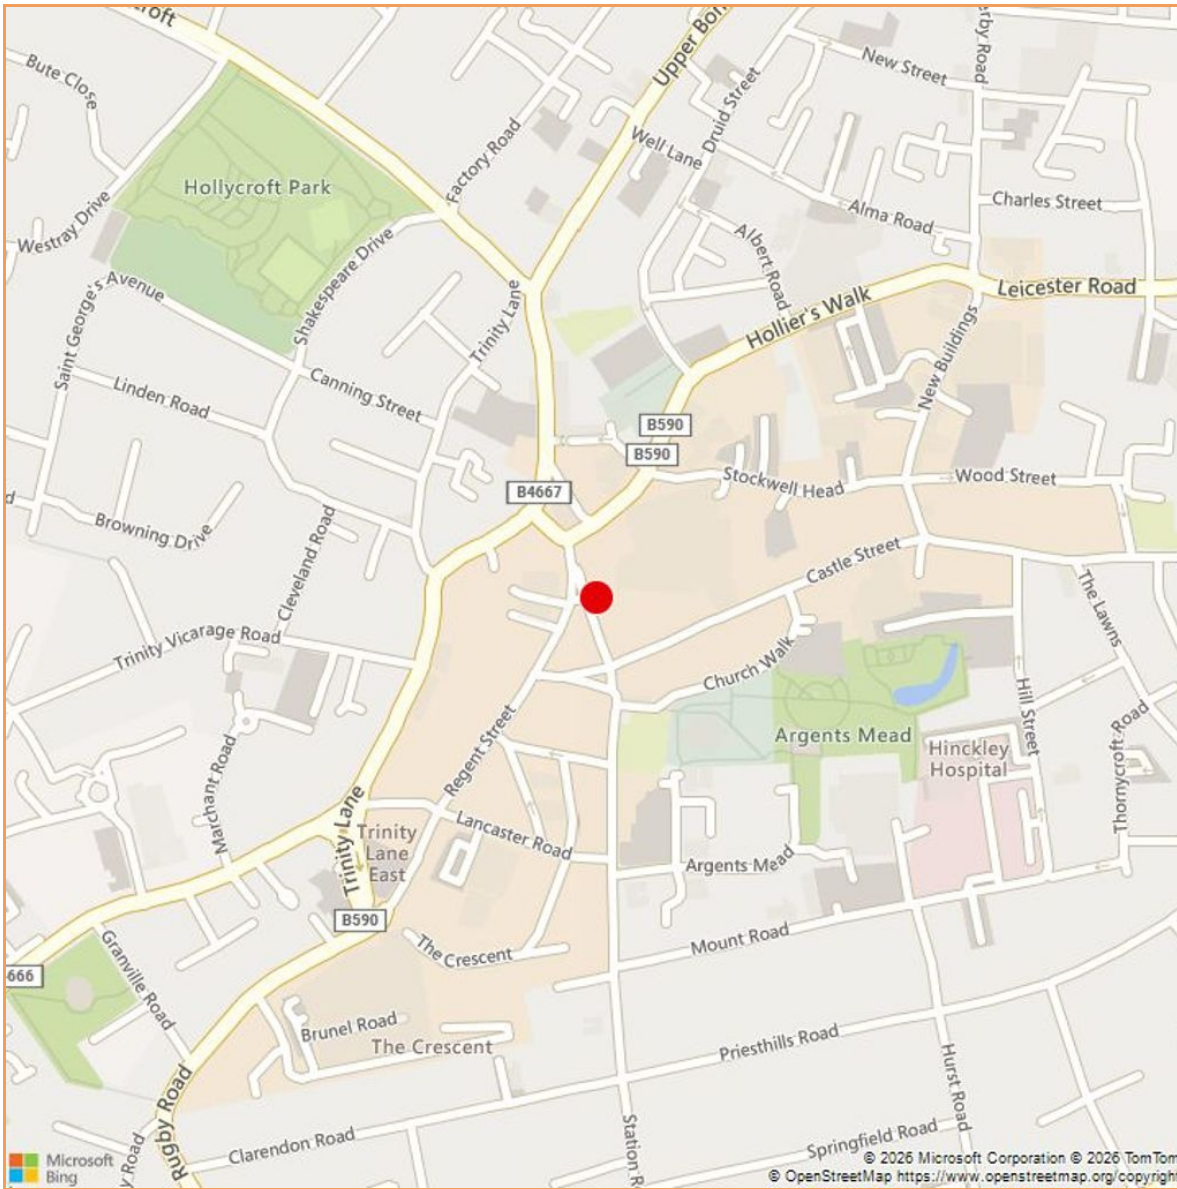 croft
Upper Bon
erby Road
New Street
Bute Close
Druid Street
Factory Road
Well Lane
Hollycroft Park
Charles Street
Alma Road
Westray Drive
Albert Road
Shakespeare Drive
Saint George's Avenue
Trinity Lane
Leicester Road
Hollier's Walk
New Buildings
Linden Road
Canning Street
B590
B590
Stockwell Head
Wood Street
B4667
d
Browning Drive
Cleveland Road
Castle Street
The Lawns
Trinity Vicarage Road
Church Walk
Hill Street
Regent Street
Argents Mead
Hinckley
Hospital
Thornycroft Road
Marchant Road
Trinity Lane
Trinity
Lane
East
Lancaster Road
Argents Mead
B590
Mount Road
The Crescent
Granville Road
666
Brunel Road
The Crescent
Priesthills Road
Hurst Road
Rugby Road
Clarendon Road
Station R
Springfield Road
y Road
Microsoft
Bing
© 2026 Microsoft Corporation © 2026 TomTom
© OpenStreetMap https://www.openstreetmap.org/copyright